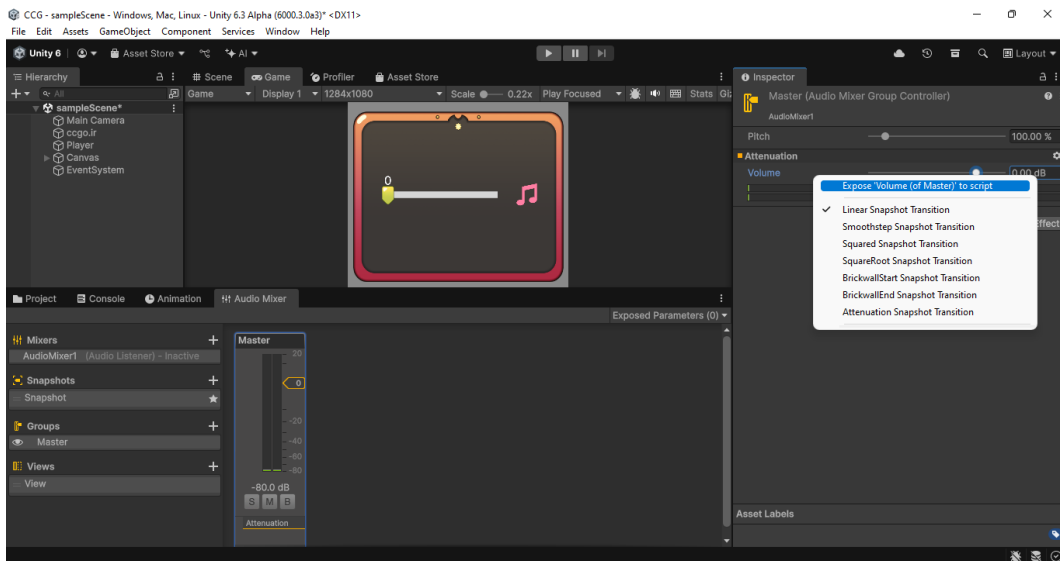 CCG - sampleScene - Windows, Mac, Linux - Unity 6.3 Alpha (6000.3.0a3)* <DX11>
File Edit Assets GameObject Component Services Window Help
Unity 6 Asset Store AI Layout
Hierarchy
All
sampleScene*
Main Camera
ccgo.ir
Player
Canvas
EventSystem
Scene Game Profiler Asset Store
Game Display 1 1284x1080 Scale 0.22x Play Focused Stats Giz
0
Inspector
Master (Audio Mixer Group Controller)
AudioMixer1
Pitch 100.00 %
Attenuation
Volume 0.00 dB
Effect
Expose 'Volume (of Master)' to script
Linear Snapshot Transition
Smoothstep Snapshot Transition
Squared Snapshot Transition
SquareRoot Snapshot Transition
BrickwallStart Snapshot Transition
BrickwallEnd Snapshot Transition
Attenuation Snapshot Transition
Project Console Animation Audio Mixer
Exposed Parameters (0)
Mixers
AudioMixer1 (Audio Listener) - Inactive
Snapshots
Snapshot
Groups
Master
Views
View
Master
20
0
-20
-40
-60
-80
-80.0 dB
S M B
Attenuation
Asset Labels